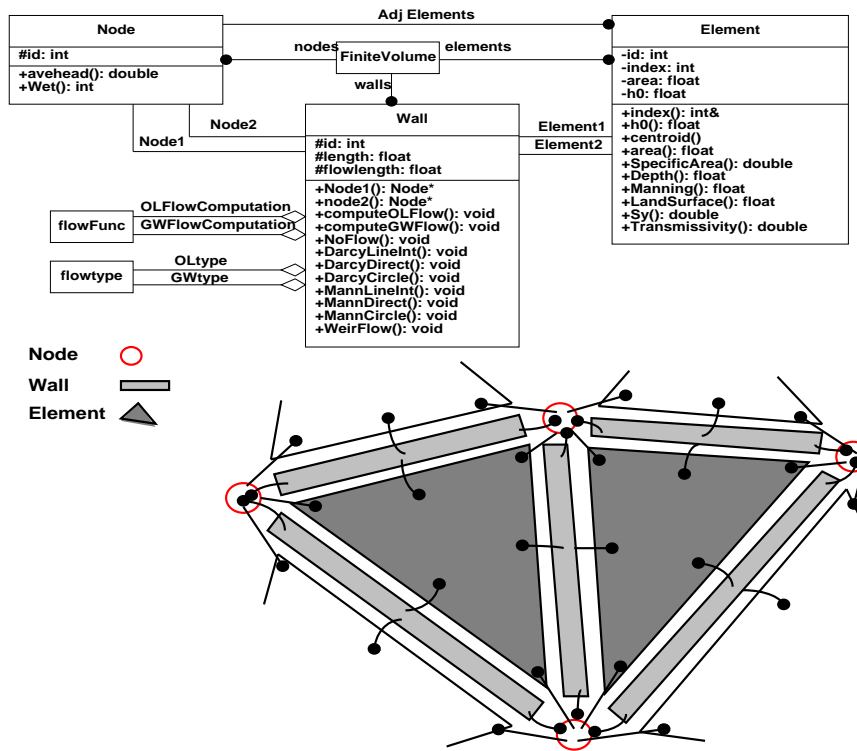 Adj Elements
Node
#id: int
+avehead(): double
+Wet(): int
nodes
FiniteVolume
elements
walls
Element
-id: int
-index: int
-area: float
-h0: float
+index(): int&
+h0(): float
+centroid()
+area(): float
+SpecificArea(): double
+Depth(): float
+Manning(): float
+LandSurface(): float
+Sy(): double
+Transmissivity(): double
Node2
Node1
Wall
#id: int
#length: float
#flowlength: float
+Node1(): Node*
+node2(): Node*
+computeOLFlow(): void
+computeGWFlow(): void
+NoFlow(): void
+DarcyLineInt(): void
+DarcyDirect(): void
+DarcyCircle(): void
+MannLineInt(): void
+MannDirect(): void
+MannCircle(): void
+WeirFlow(): void
Element1
Element2
flowFunc
OLFlowComputation
GWFlowComputation
flowtype
OLtype
GWtype
Node
Wall
Element